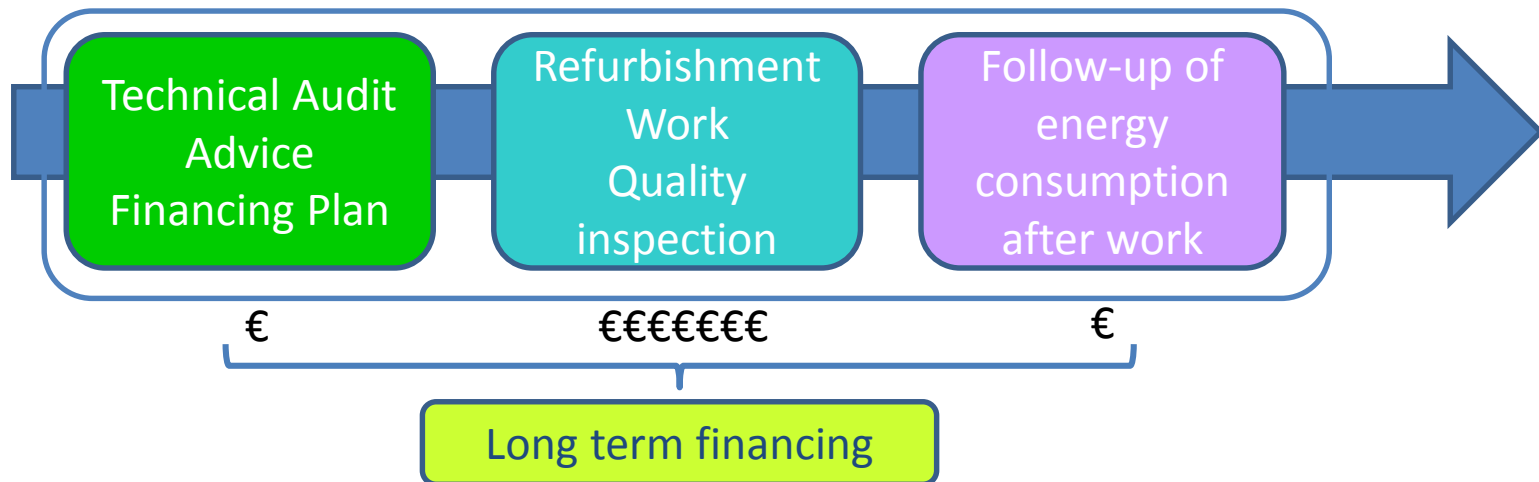 Technical Audit
Advice
Financing Plan
Refurbishment
Work
Quality
inspection
Follow-up of
energy
consumption
after work
€
€€€€€€€
€
Long term financing